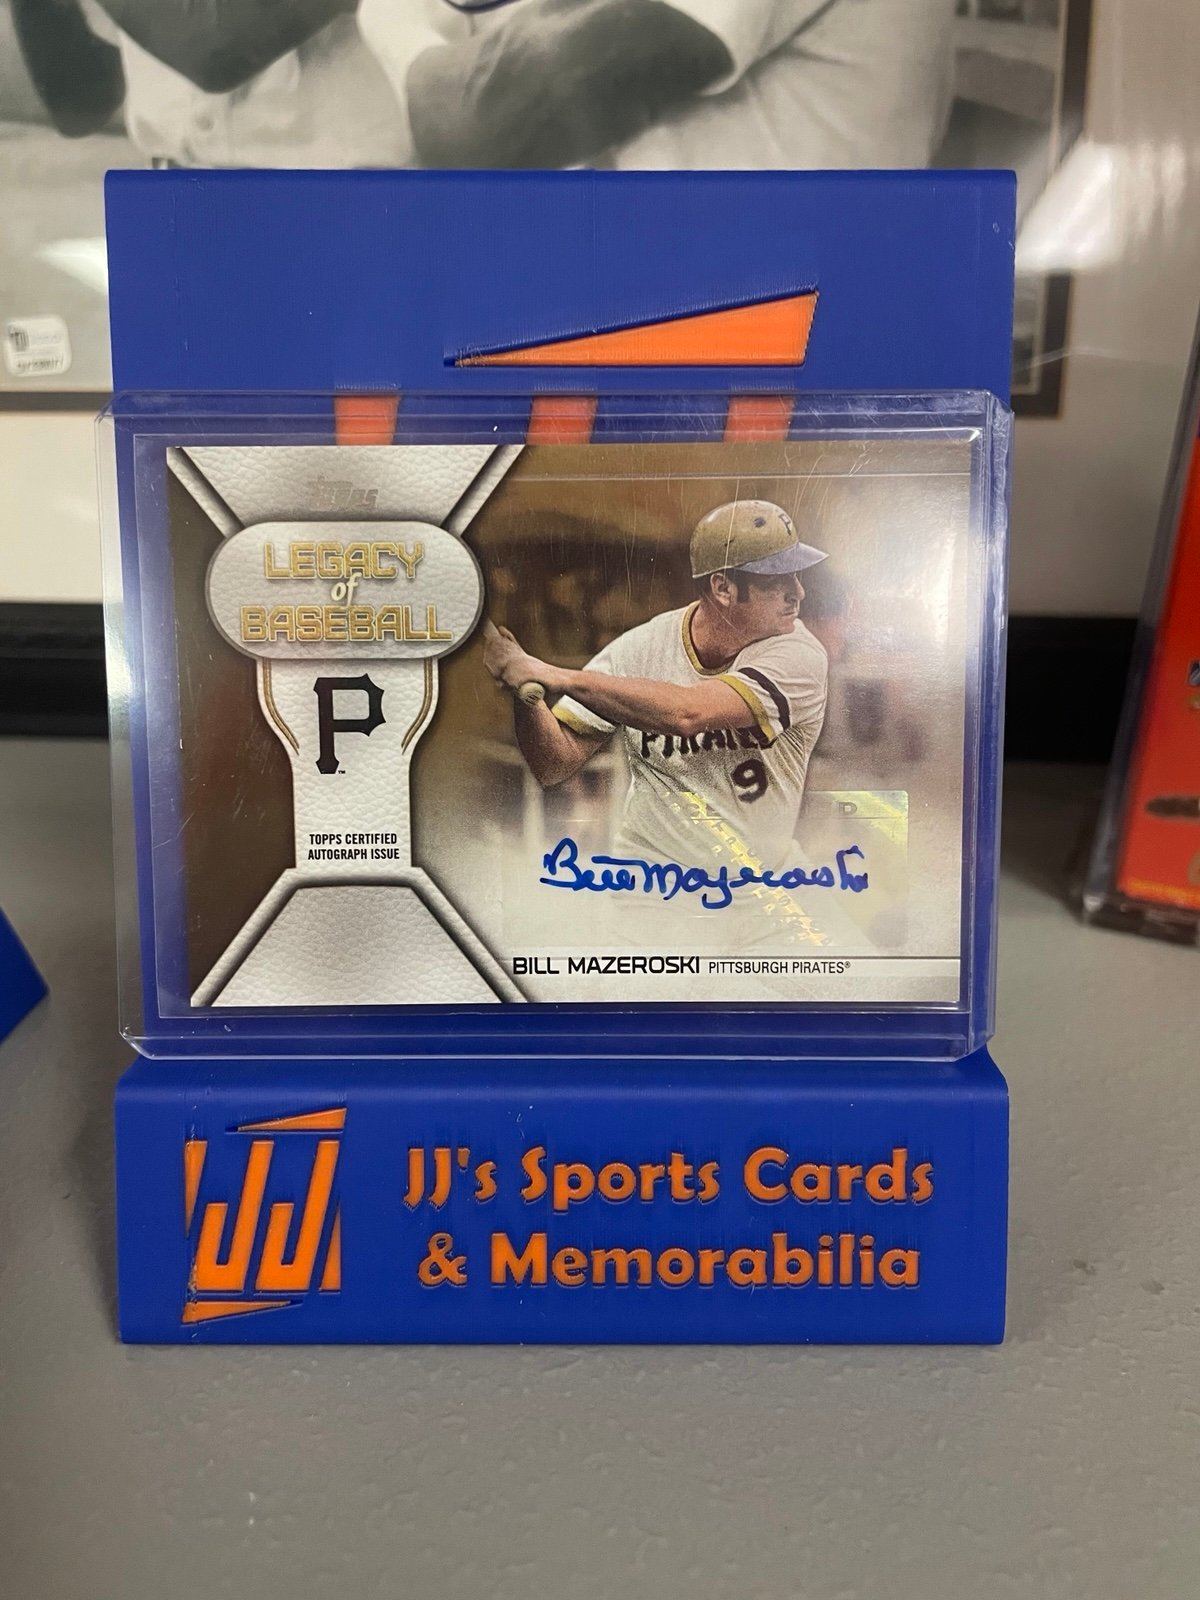 Topps
LEGACY
of
BASEBALL
P
P™
TOPPS CERTIFIED
AUTOGRAPH ISSUE
PIRATES
9
Bill Mazeroski
BILL MAZEROSKI PITTSBURGH PIRATES®
JJ
JJ's Sports Cards
& Memorabilia